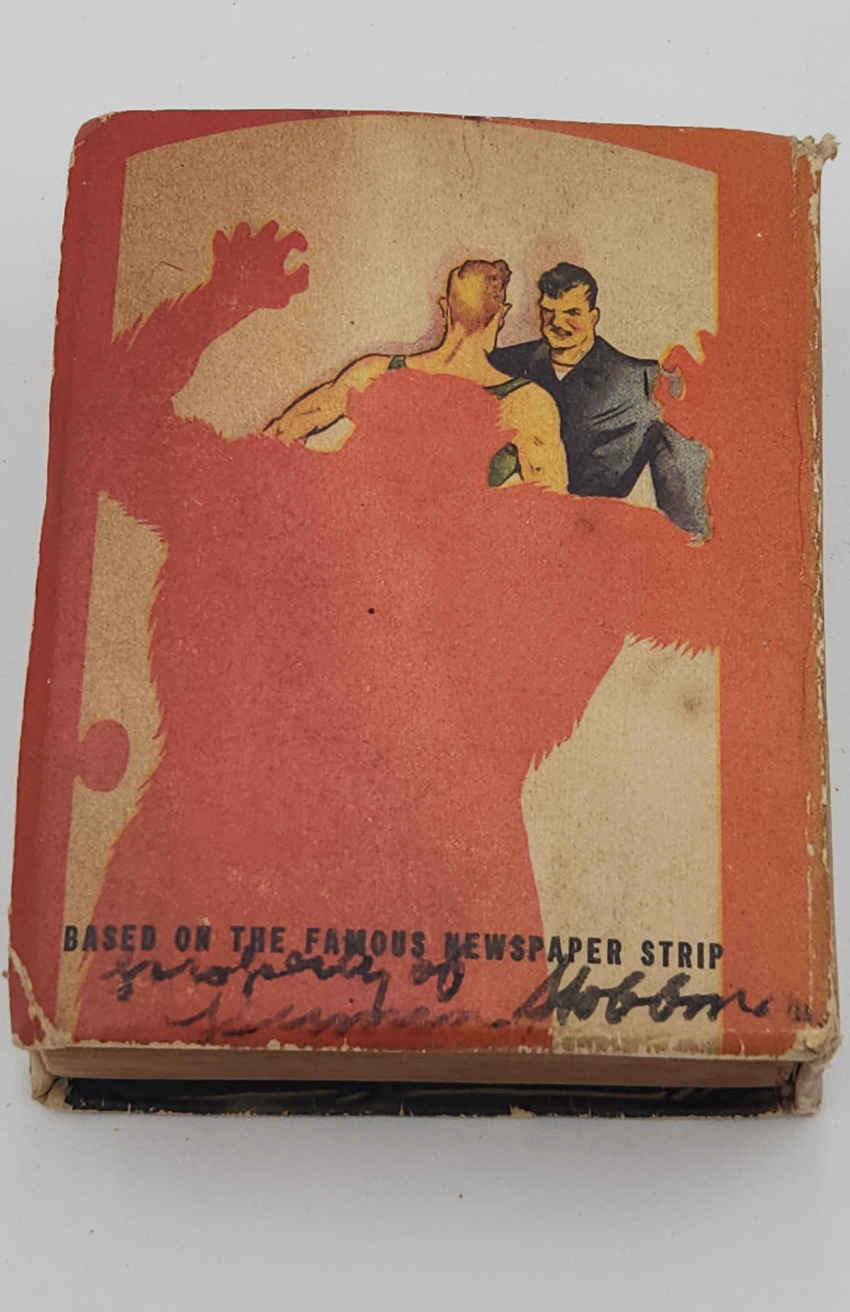 BASED ON THE FAMOUS NEWSPAPER STRIP
property of